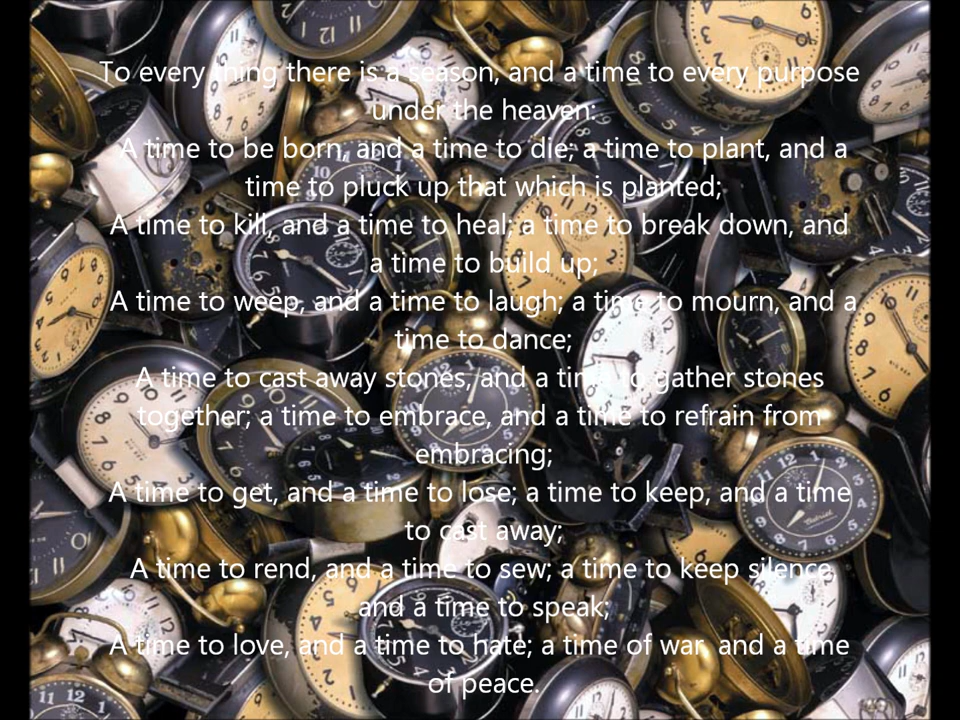 To every thing there is a season, and a time to every purpose
under the heaven:
A time to be born, and a time to die; a time to plant, and a
time to pluck up that which is planted;
A time to kill, and a time to heal; a time to break down, and
a time to build up;
A time to weep, and a time to laugh; a time to mourn, and a
time to dance;
A time to cast away stones, and a time to gather stones
together; a time to embrace, and a time to refrain from
embracing;
A time to get, and a time to lose; a time to keep, and a time
to cast away;
A time to rend, and a time to sew; a time to keep silence,
and a time to speak;
A time to love, and a time to hate; a time of war, and a time
of peace.